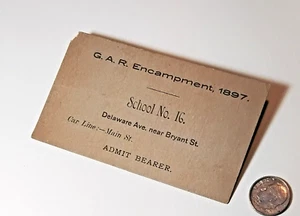 G. A. R. Encampment, 1897.
School No. 16.
Delaware Ave. near Bryant St.
Car Line:—Main St.
ADMIT BEARER.